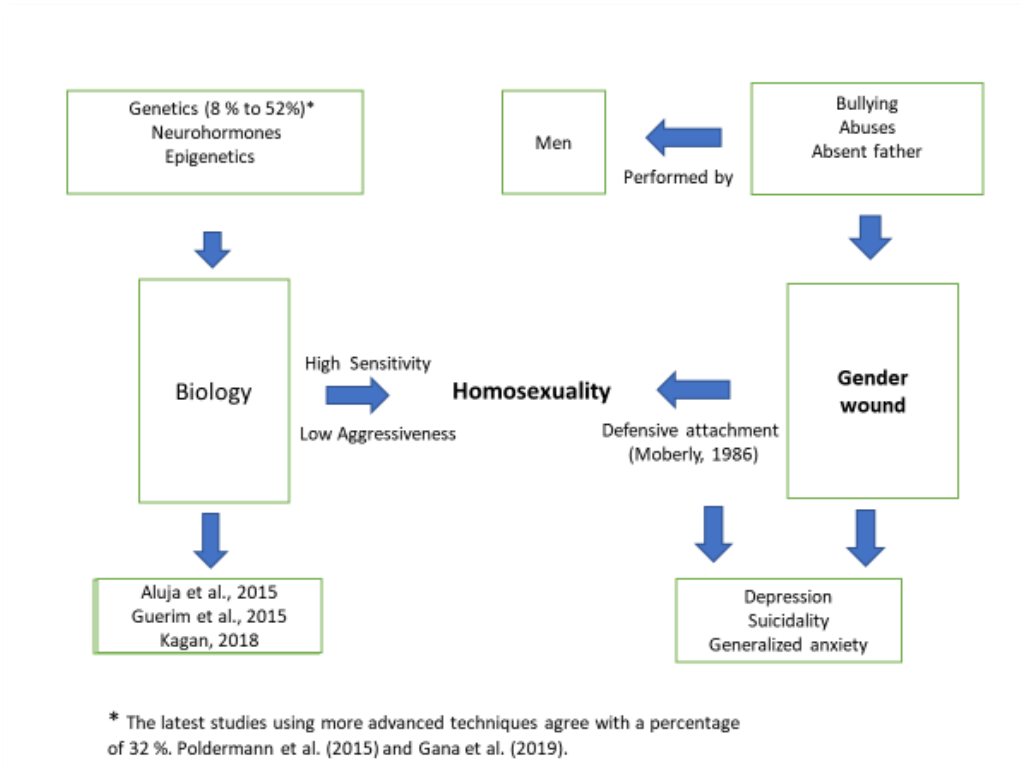 Genetics (8 % to 52%)*
Neurohormones
Epigenetics
Men
Performed by
Bullying
Abuses
Absent father
Biology
High Sensitivity
Low Aggressiveness
Homosexuality
Defensive attachment
(Moberly, 1986)
Gender
wound
Aluja et al., 2015
Guerim et al., 2015
Kagan, 2018
Depression
Suicidality
Generalized anxiety
* The latest studies using more advanced techniques agree with a percentage
of 32 %. Poldermann et al. (2015) and Gana et al. (2019).